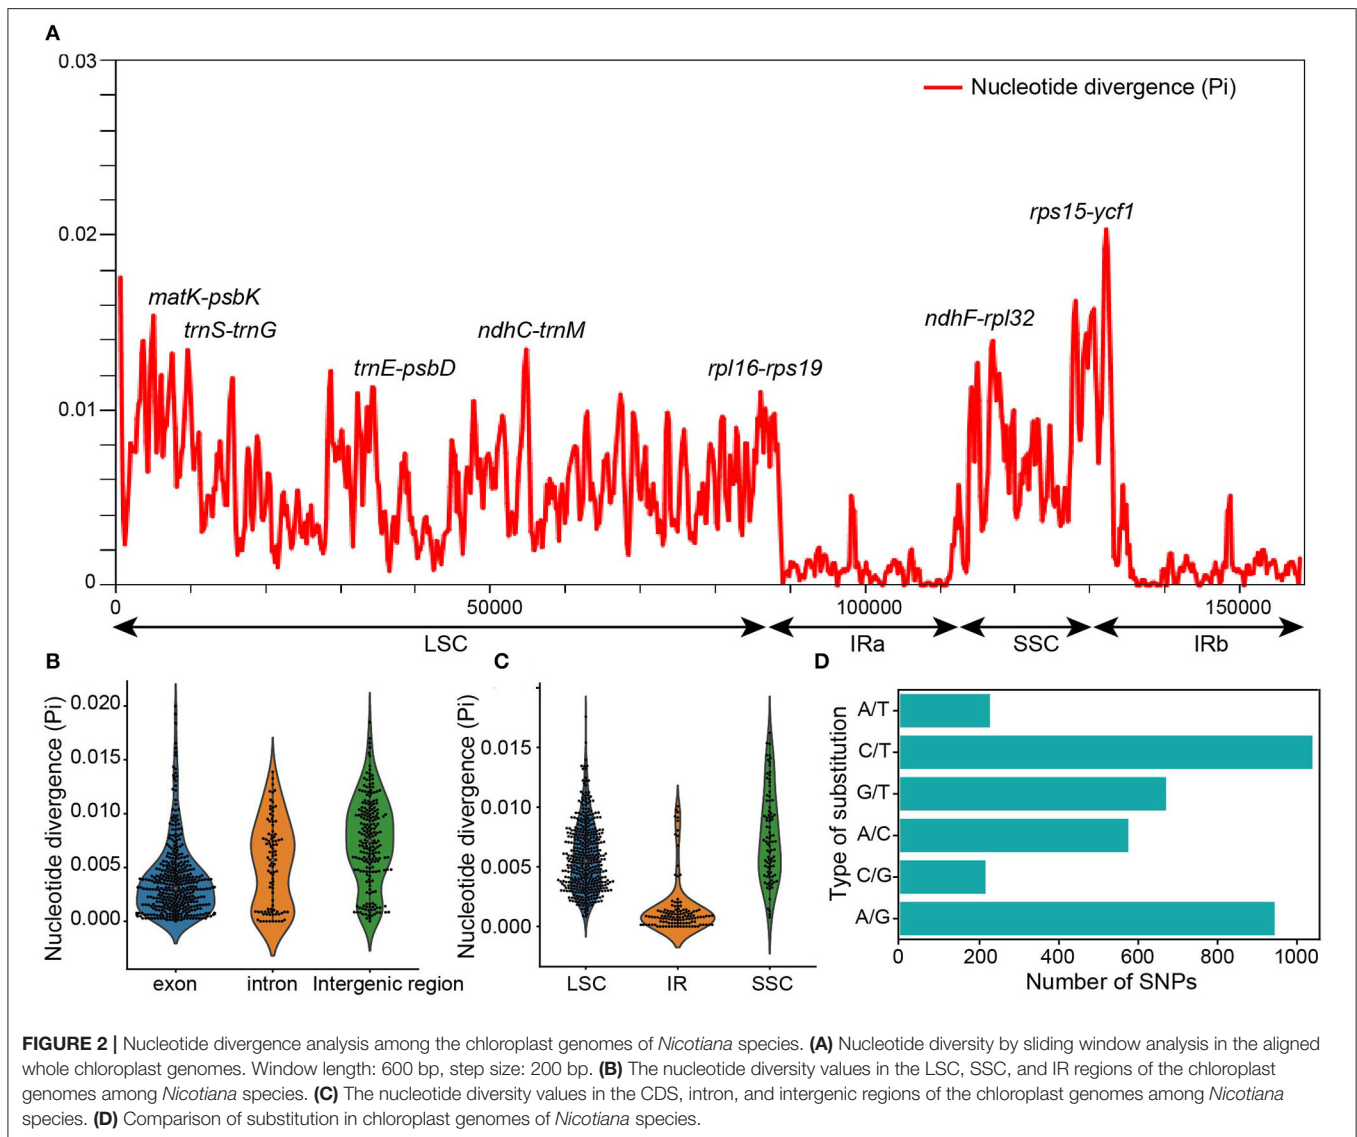 A
0.03
Nucleotide divergence (Pi)
rps15-ycf1
0.02
matK-psbK
trnS-trnG
ndhC-trnM
ndhF-rpl32
trnE-psbD
rpl16-rps19
0.01
0
0 50000 100000 150000
LSC IRa SSC IRb
B
Nucleotide divergence (Pi)
0.020
0.015
0.010
0.005
0.000
exon intron Intergenic region
C
Nucleotide divergence (Pi)
0.015
0.010
0.005
0.000
LSC IR SSC
D
Type of substitution
A/T
C/T
G/T
A/C
C/G
A/G
0 200 400 600 800 1000
Number of SNPs
FIGURE 2 | Nucleotide divergence analysis among the chloroplast genomes of Nicotiana species. (A) Nucleotide diversity by sliding window analysis in the aligned
whole chloroplast genomes. Window length: 600 bp, step size: 200 bp. (B) The nucleotide diversity values in the LSC, SSC, and IR regions of the chloroplast
genomes among Nicotiana species. (C) The nucleotide diversity values in the CDS, intron, and intergenic regions of the chloroplast genomes among Nicotiana
species. (D) Comparison of substitution in chloroplast genomes of Nicotiana species.